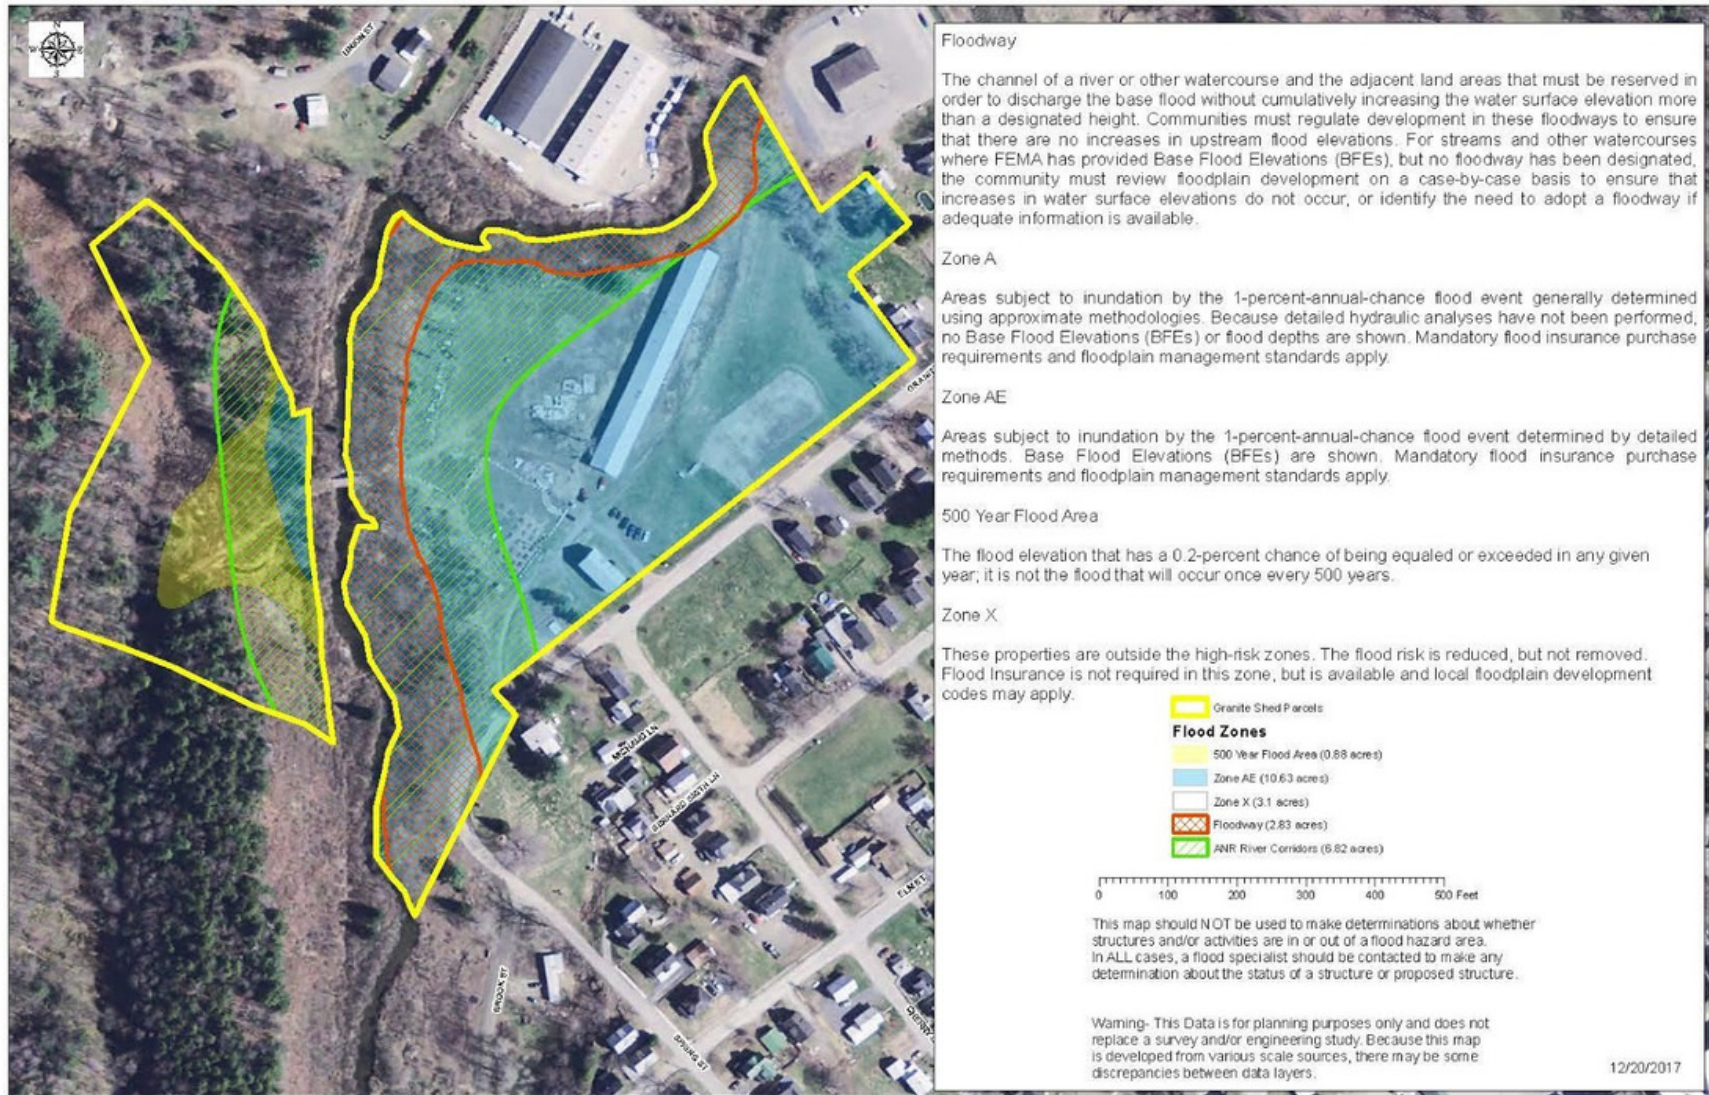 UNION ST
GRANIT
MCHAUD LN
ELM ST
BROOK ST
SPRING ST
Floodway
The channel of a river or other watercourse and the adjacent land areas that must be reserved in
order to discharge the base flood without cumulatively increasing the water surface elevation more
than a designated height. Communities must regulate development in these floodways to ensure
that there are no increases in upstream flood elevations. For streams and other watercourses
where FEMA has provided Base Flood Elevations (BFEs), but no floodway has been designated,
the community must review floodplain development on a case-by-case basis to ensure that
increases in water surface elevations do not occur, or identify the need to adopt a floodway if
adequate information is available.
Zone A
Areas subject to inundation by the 1-percent-annual-chance flood event generally determined
using approximate methodologies. Because detailed hydraulic analyses have not been performed,
no Base Flood Elevations (BFEs) or flood depths are shown. Mandatory flood insurance purchase
requirements and floodplain management standards apply.
Zone AE
Areas subject to inundation by the 1-percent-annual-chance flood event determined by detailed
methods. Base Flood Elevations (BFEs) are shown. Mandatory flood insurance purchase
requirements and floodplain management standards apply.
500 Year Flood Area
The flood elevation that has a 0.2-percent chance of being equaled or exceeded in any given
year; it is not the flood that will occur once every 500 years.
Zone X
These properties are outside the high-risk zones. The flood risk is reduced, but not removed.
Flood Insurance is not required in this zone, but is available and local floodplain development
codes may apply.
Granite Shed Parcels
Flood Zones
500 Year Flood Area (0.88 acres)
Zone AE (10.63 acres)
Zone X (3.1 acres)
Floodway (2.83 acres)
ANR River Corridors (6.82 acres)
0 100 200 300 400 500 Feet
This map should NOT be used to make determinations about whether
structures and/or activities are in or out of a flood hazard area.
In ALL cases, a flood specialist should be contacted to make any
determination about the status of a structure or proposed structure.
Warning- This Data is for planning purposes only and does not
replace a survey and/or engineering study. Because this map
is developed from various scale sources, there may be some
discrepancies between data layers.
12/20/2017